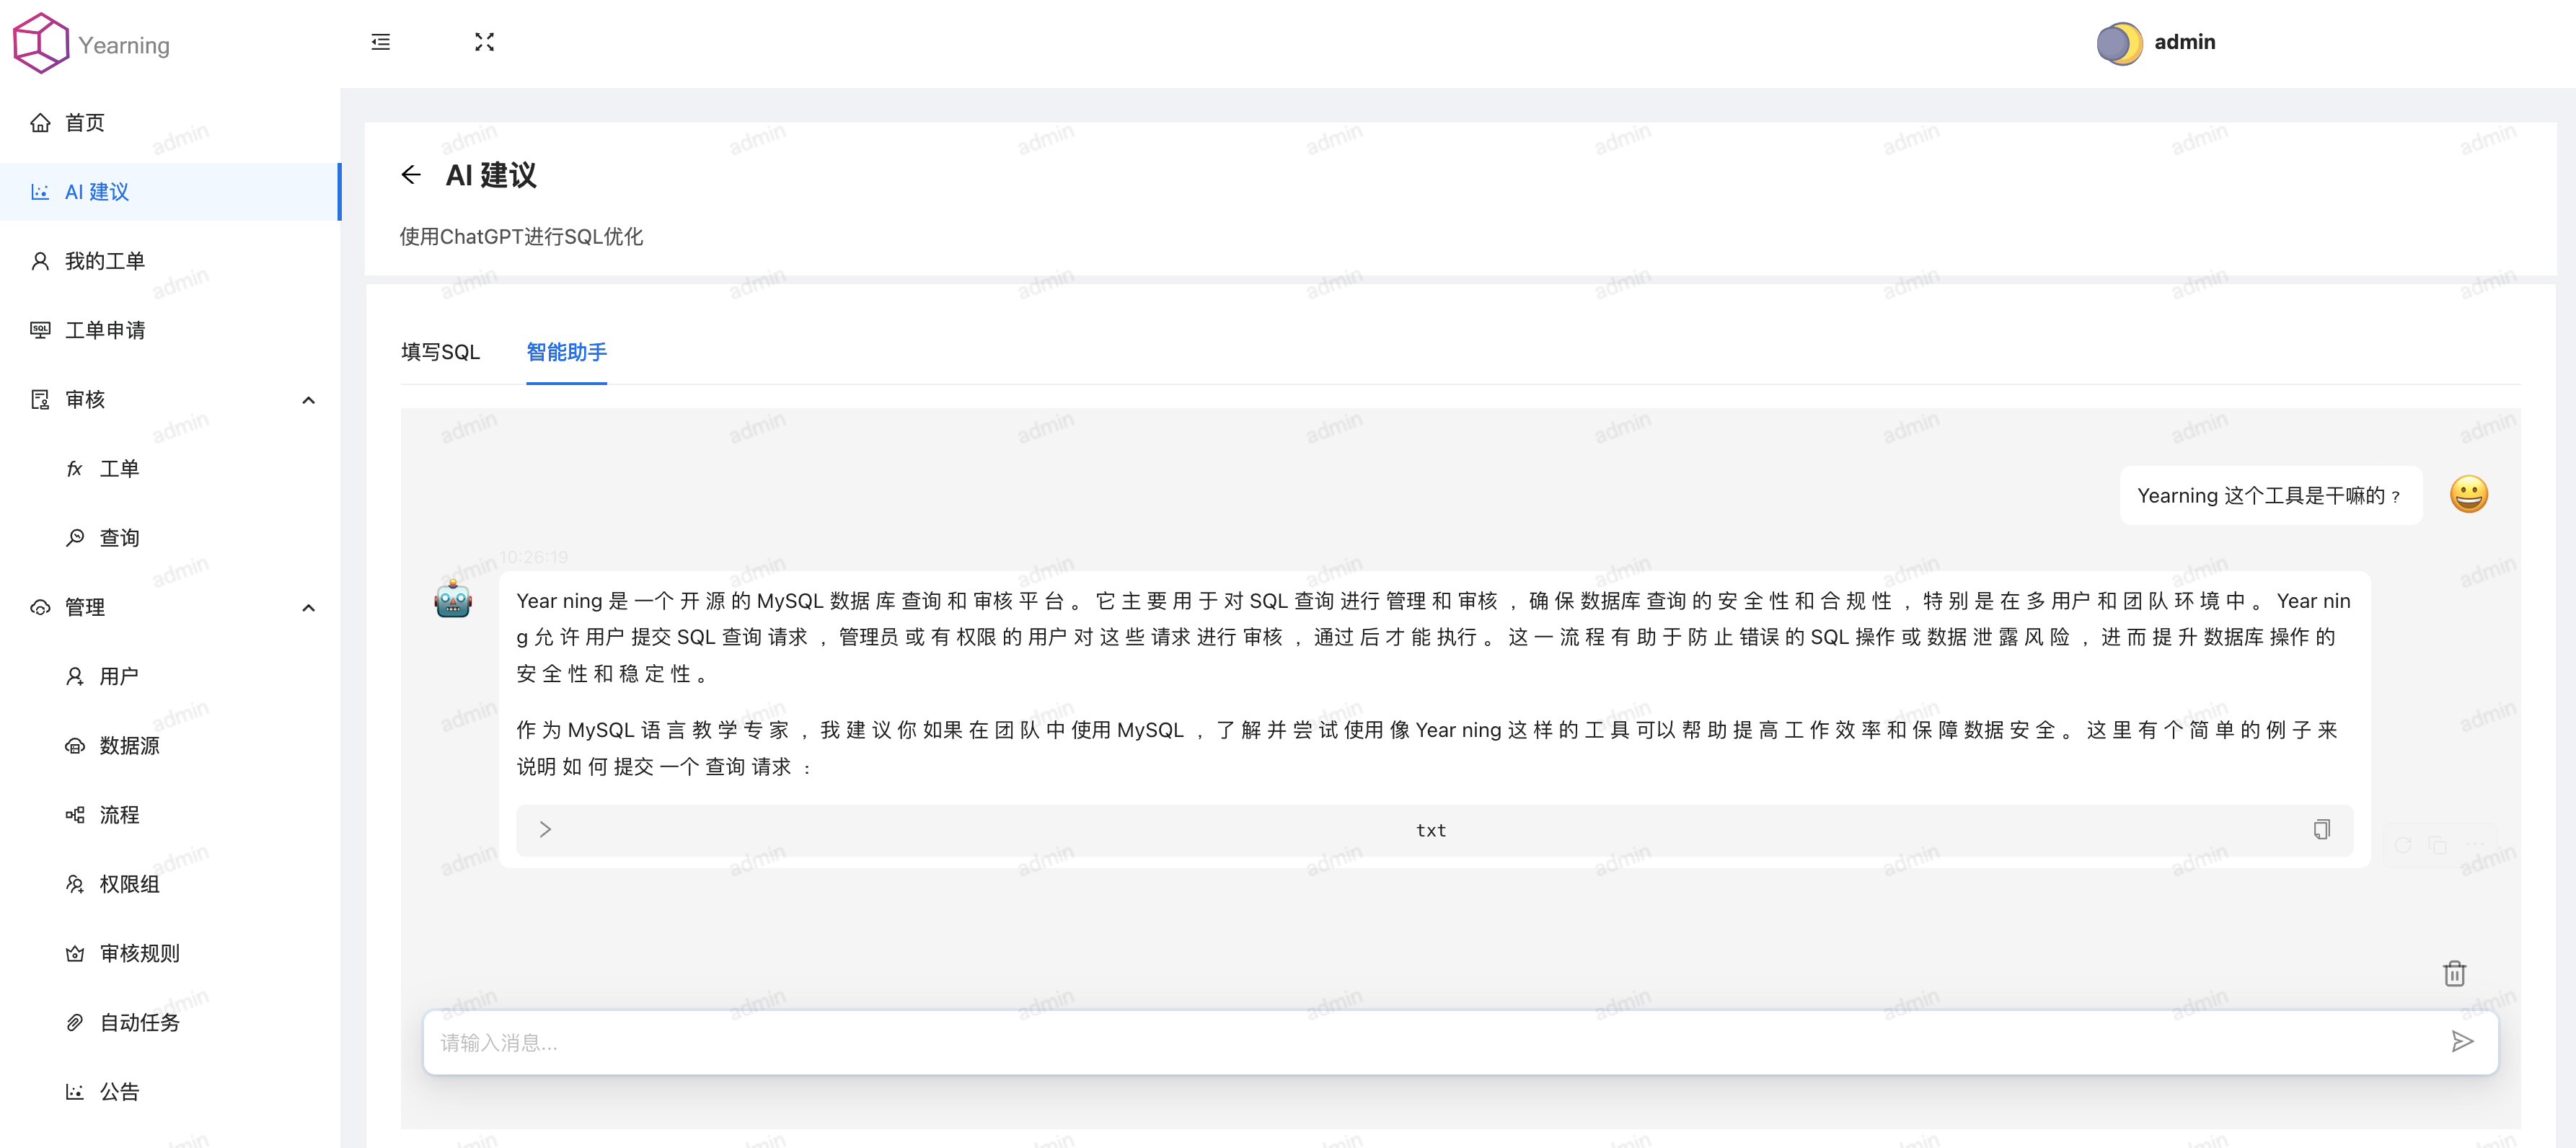 Yearning
admin
首页
AI 建议
我的工单
工单申请
审核
工单
查询
管理
用户
数据源
流程
权限组
审核规则
自动任务
公告
AI 建议
使用ChatGPT进行SQL优化
填写SQL
智能助手
Yearning 这个工具是干嘛的？
10:26:19
Year ning 是 一个 开 源 的 MySQL 数据 库 查询 和 审核 平 台 。 它 主 要 用 于 对 SQL 查询 进行 管理 和 审核 ， 确 保 数据库 查询 的 安 全 性 和 合 规 性 ， 特 别 是 在 多 用户 和 团 队 环 境 中 。 Year nin
g 允 许 用户 提交 SQL 查询 请求 ， 管理员 或 有 权限 的 用户 对 这 些 请求 进行 审核 ， 通过 后 才 能 执行 。 这 一 流程 有 助 于 防 止 错误 的 SQL 操作 或 数据 泄 露 风 险 ， 进 而 提 升 数据库 操作 的
安 全 性 和 稳 定 性 。
作 为 MySQL 语 言 教 学 专 家 ， 我 建 议 你 如果 在 团 队 中 使用 MySQL ， 了 解 并 尝 试 使用 像 Year ning 这 样 的 工 具 可以 帮 助 提 高 工 作 效 率 和 保 障 数据 安 全 。 这 里 有 个 简 单 的 例 子 来
说明 如 何 提交 一个 查询 请求 ：
txt
请输入消息...